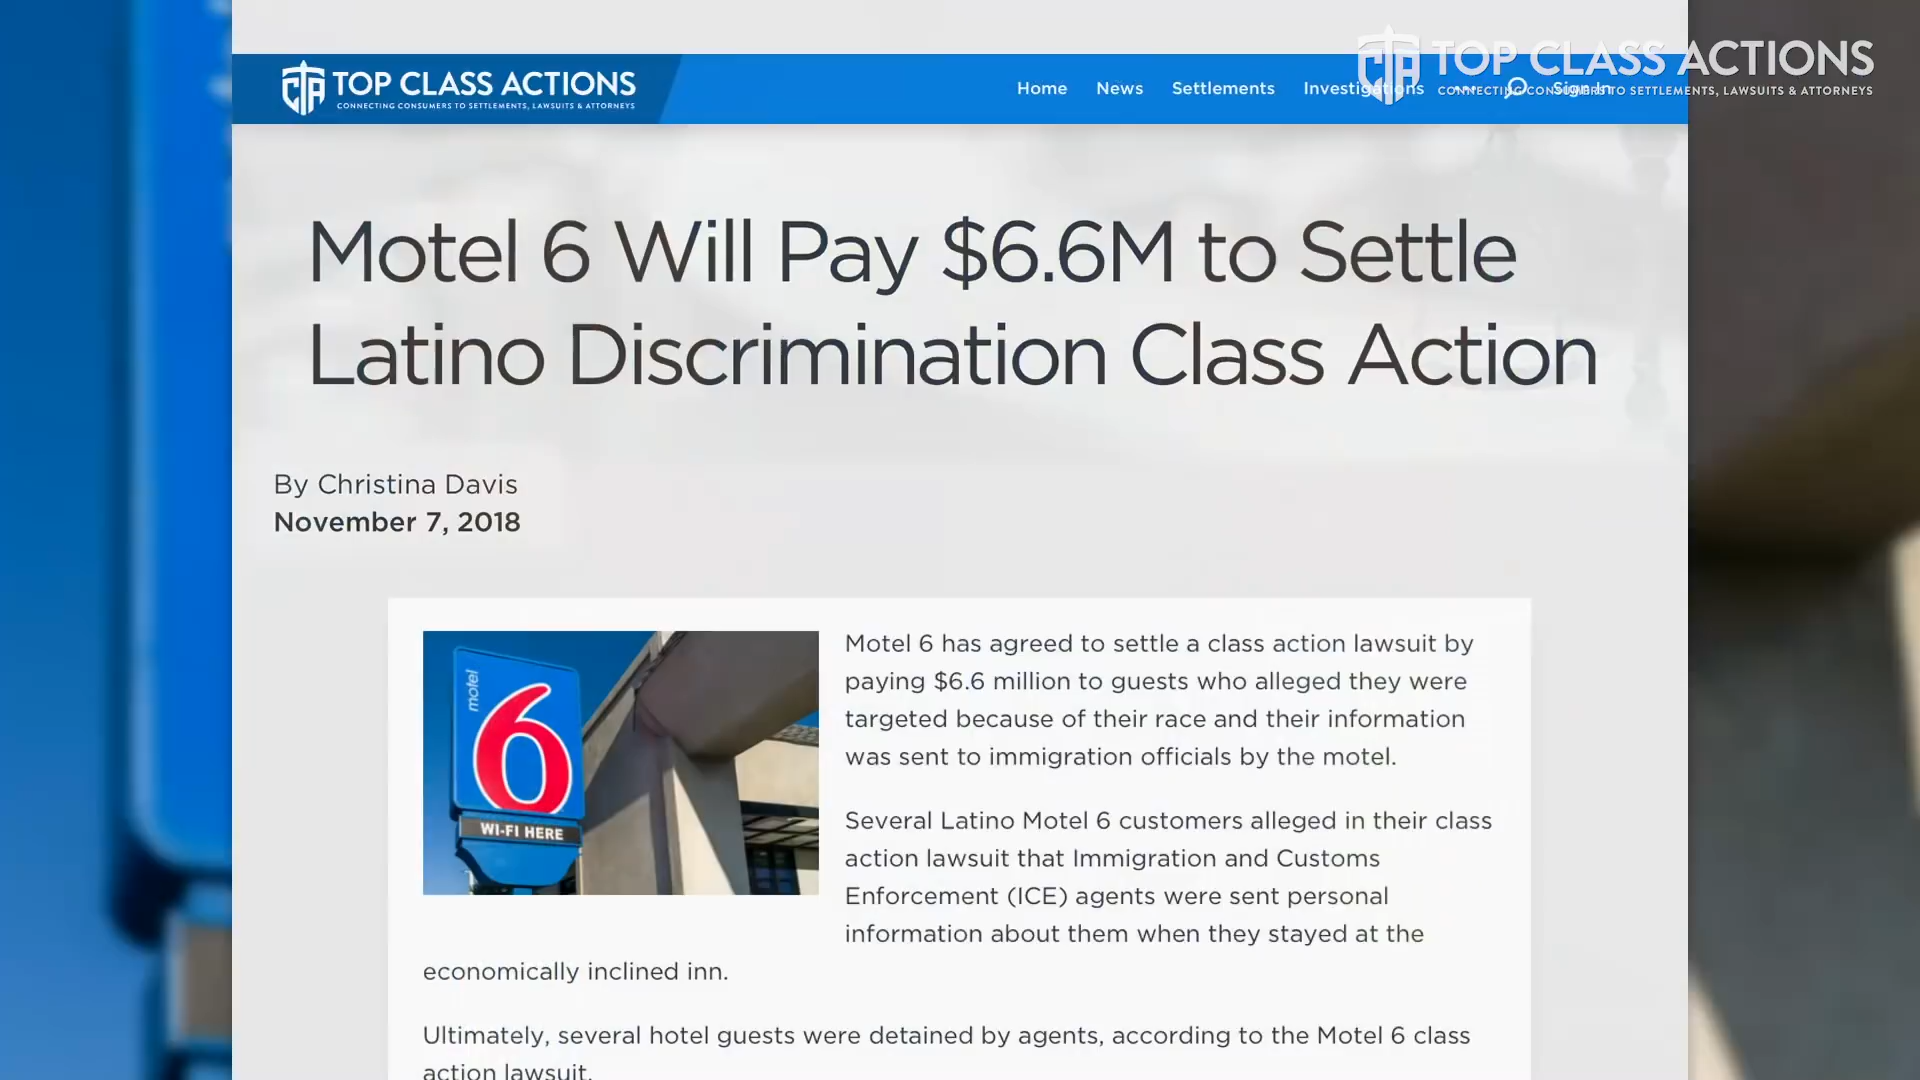 TOP CLASS ACTIONS
CONNECTING CONSUMERS TO SETTLEMENTS, LAWSUITS & ATTORNEYS
Home News Settlements Investigations Sign In
TOP CLASS ACTIONS
CONNECTING CONSUMERS TO SETTLEMENTS, LAWSUITS & ATTORNEYS
Motel 6 Will Pay $6.6M to Settle
Latino Discrimination Class Action
By Christina Davis
November 7, 2018
motel
6
WI-FI HERE
Motel 6 has agreed to settle a class action lawsuit by
paying $6.6 million to guests who alleged they were
targeted because of their race and their information
was sent to immigration officials by the motel.
Several Latino Motel 6 customers alleged in their class
action lawsuit that Immigration and Customs
Enforcement (ICE) agents were sent personal
information about them when they stayed at the
economically inclined inn.
Ultimately, several hotel guests were detained by agents, according to the Motel 6 class
action lawsuit.